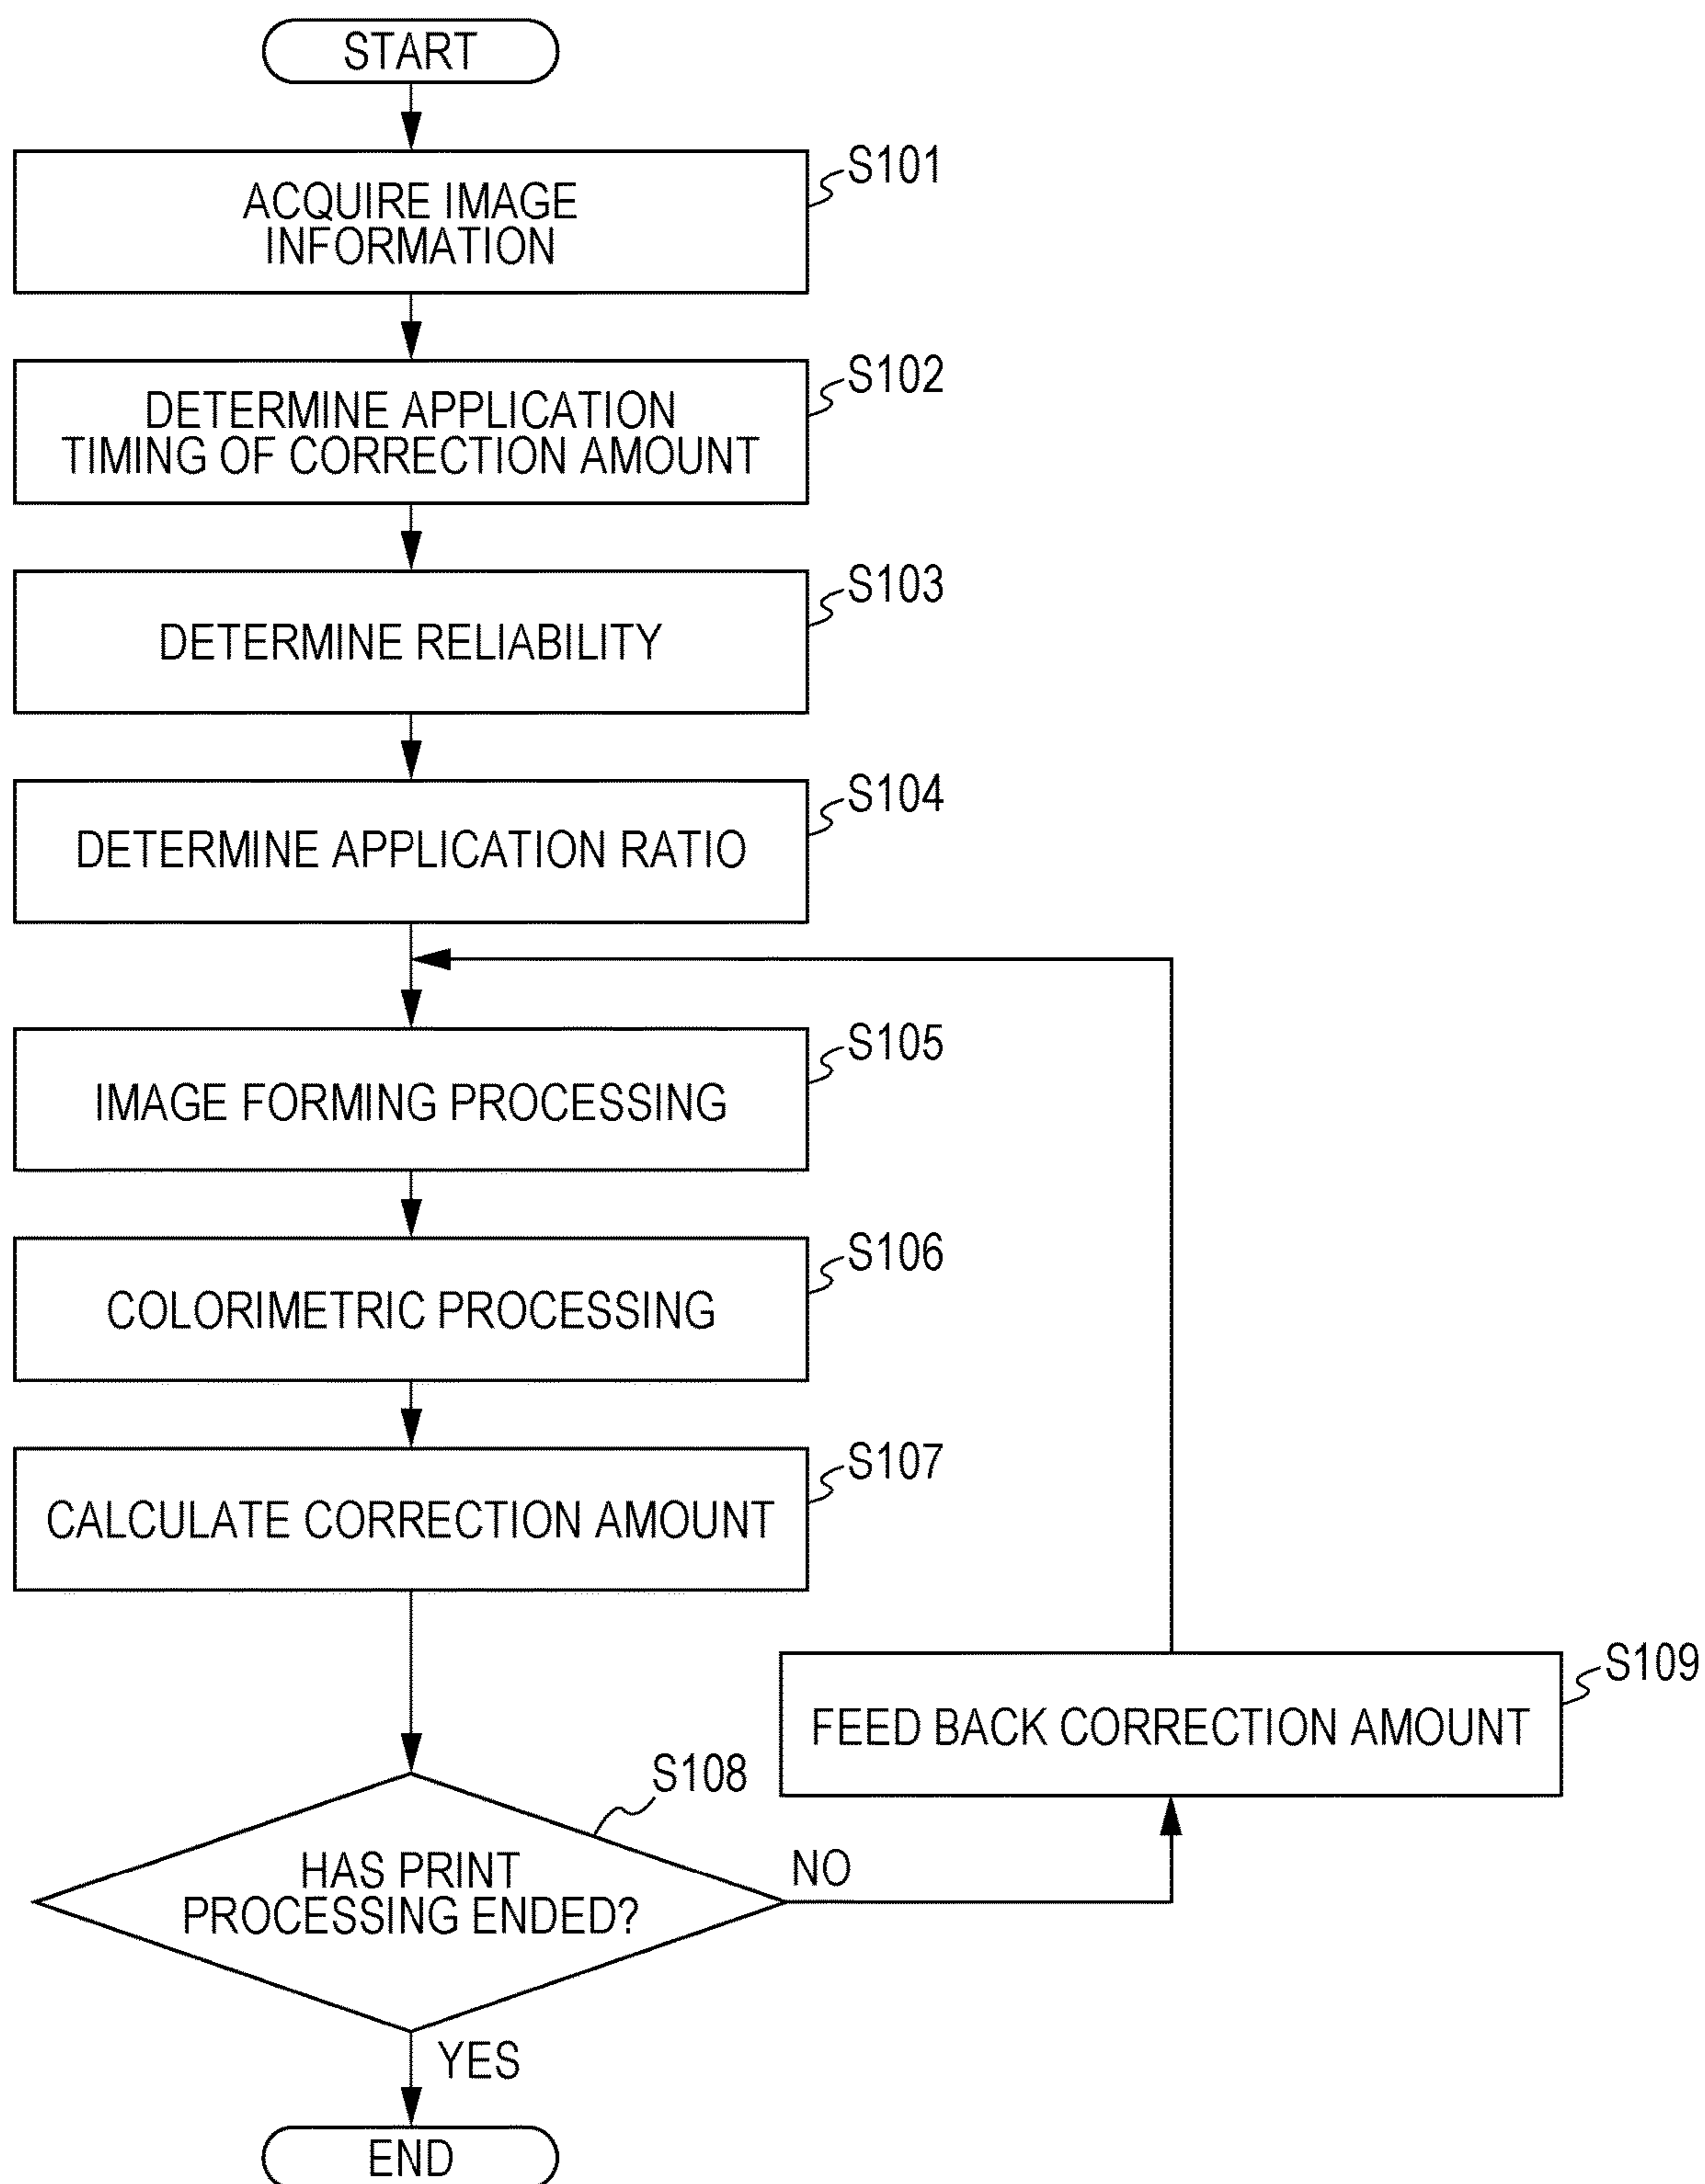 START
S101
ACQUIRE IMAGE
INFORMATION
S102
DETERMINE APPLICATION
TIMING OF CORRECTION AMOUNT
S103
DETERMINE RELIABILITY
S104
DETERMINE APPLICATION RATIO
S105
IMAGE FORMING PROCESSING
S106
COLORIMETRIC PROCESSING
S107
CALCULATE CORRECTION AMOUNT
S109
FEED BACK CORRECTION AMOUNT
S108
HAS PRINT
PROCESSING ENDED?
NO
YES
END